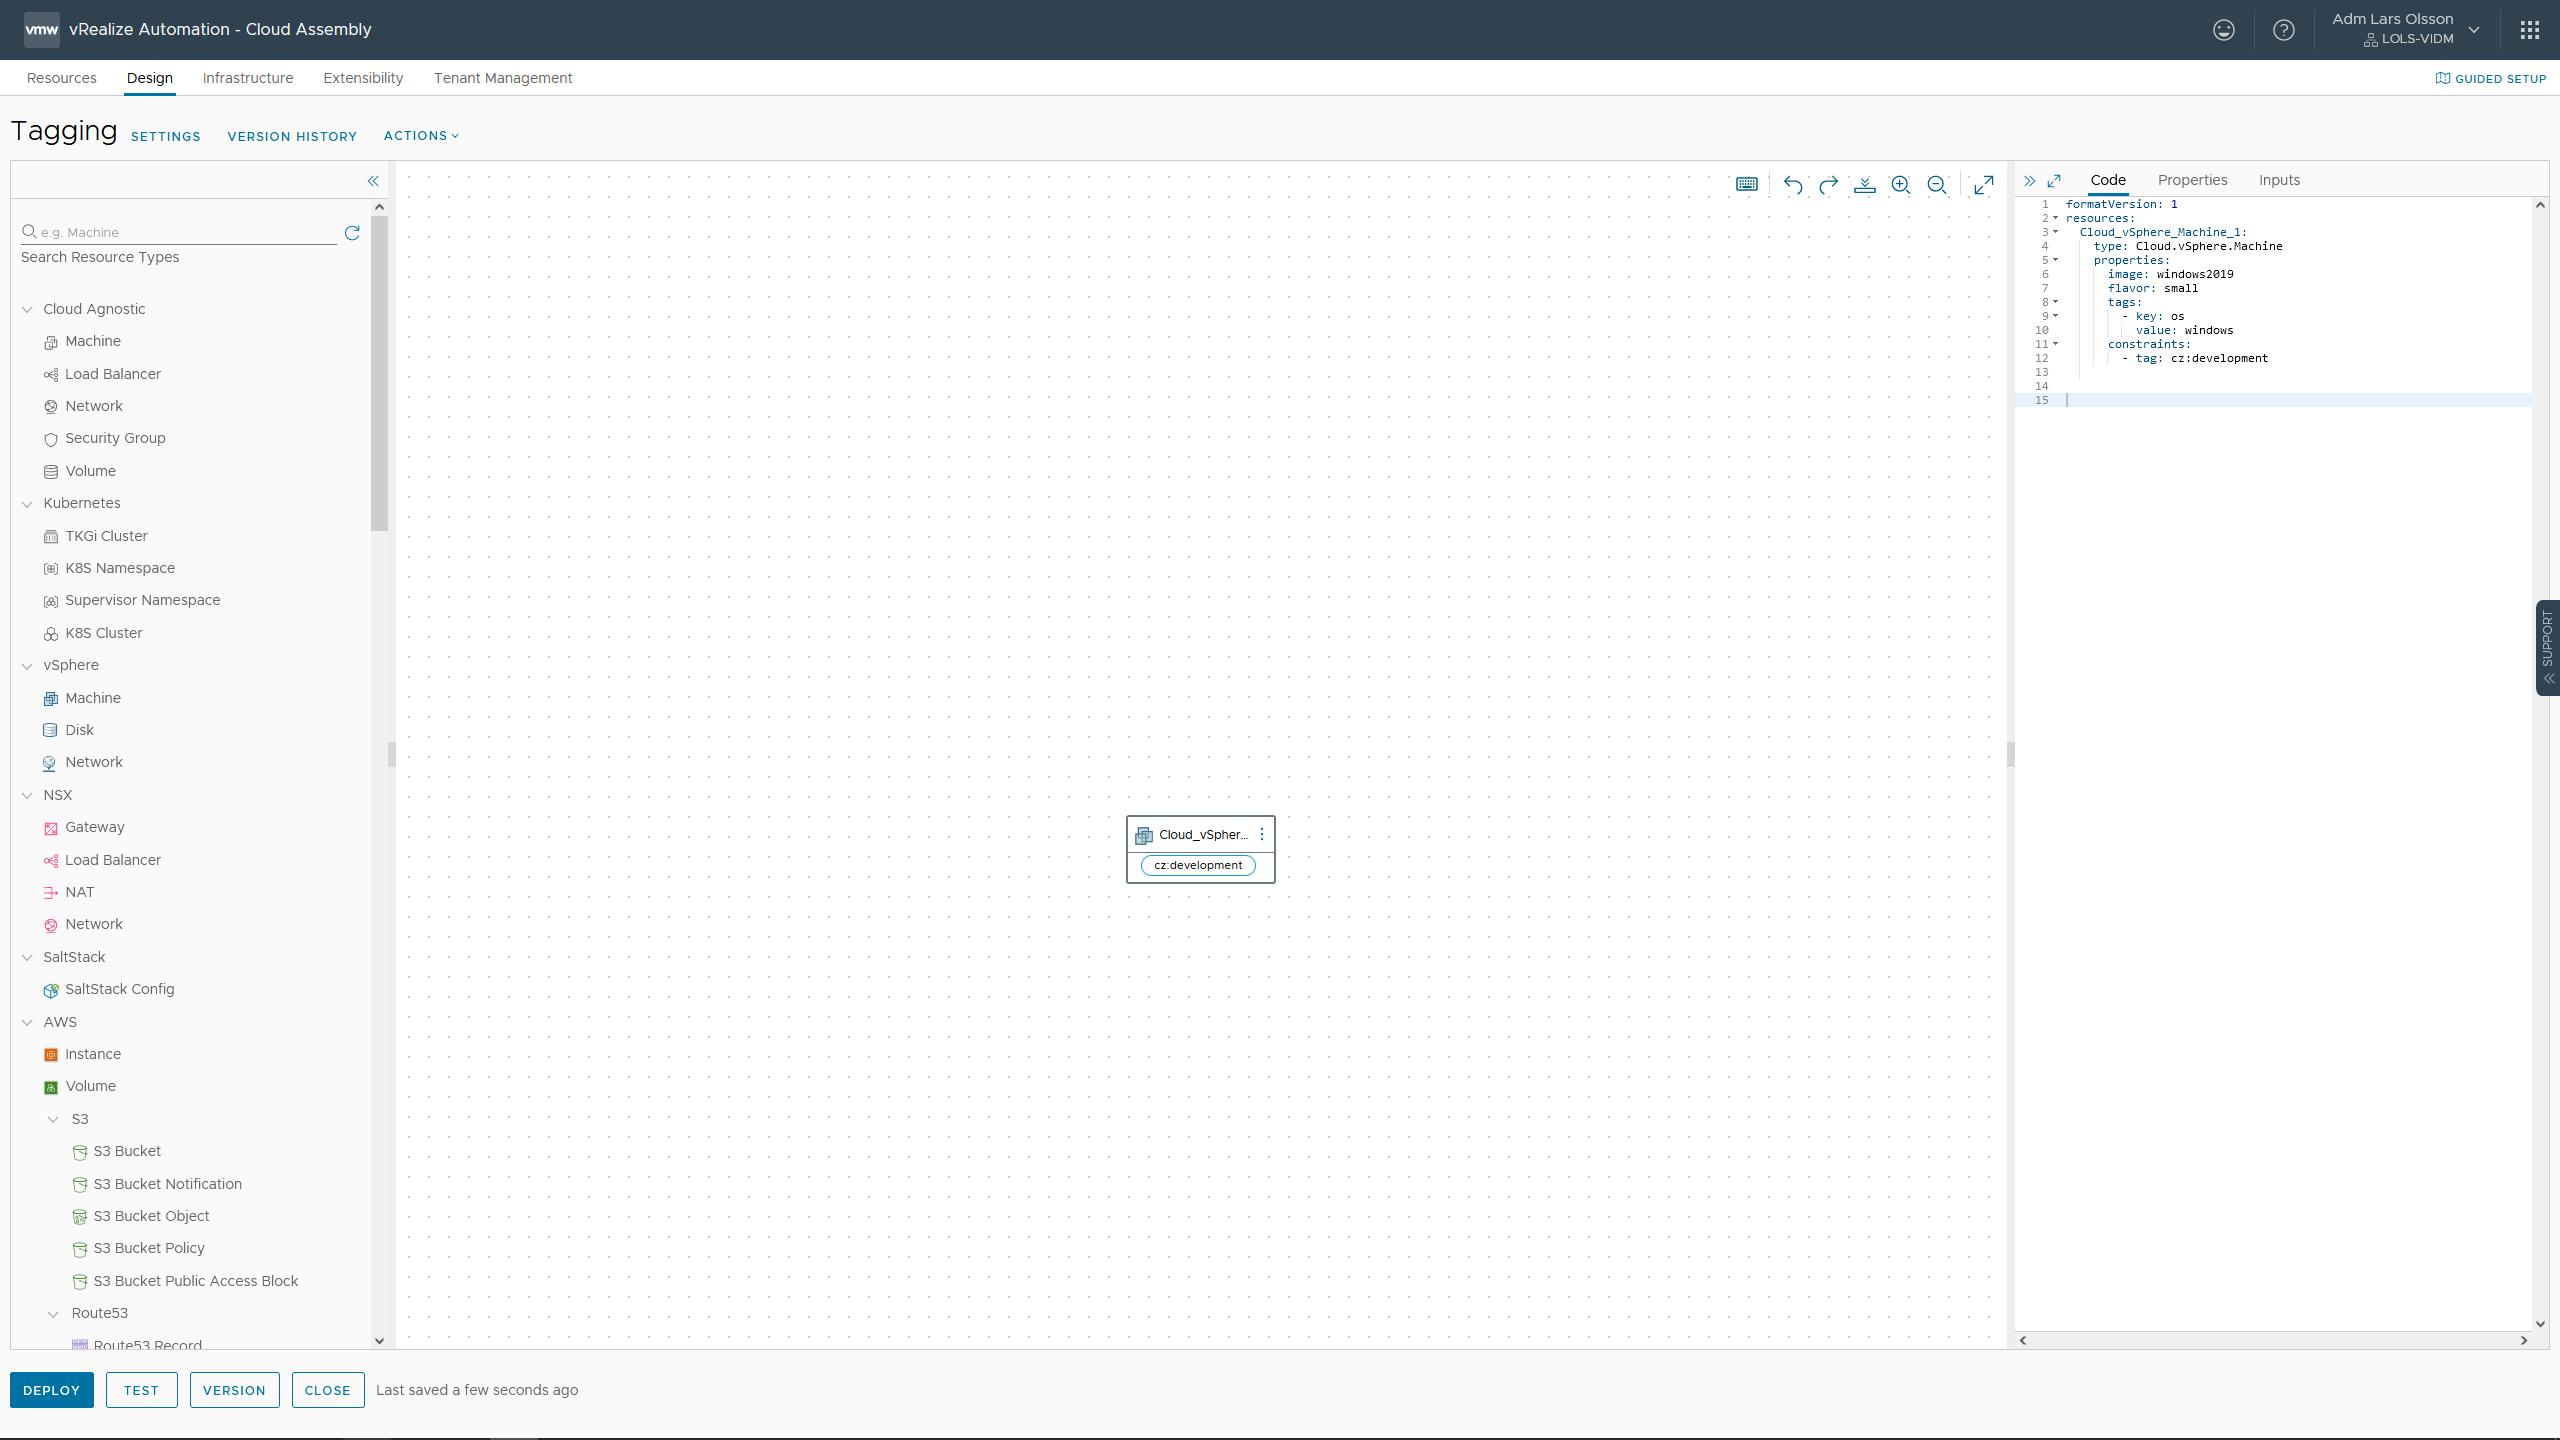 vmw vRealize Automation - Cloud Assembly
Adm Lars Olsson
LOLS-VIDM
Resources Design Infrastructure Extensibility Tenant Management
GUIDED SETUP
Tagging SETTINGS VERSION HISTORY ACTIONS
e.g. Machine
Search Resource Types
Cloud Agnostic
Machine
Load Balancer
Network
Security Group
Volume
Kubernetes
TKGi Cluster
K8S Namespace
Supervisor Namespace
K8S Cluster
vSphere
Machine
Disk
Network
NSX
Gateway
Load Balancer
NAT
Network
SaltStack
SaltStack Config
AWS
Instance
Volume
S3
S3 Bucket
S3 Bucket Notification
S3 Bucket Object
S3 Bucket Policy
S3 Bucket Public Access Block
Route53
Route53 Record
Cloud_vSpher...
cz:development
Code Properties Inputs
1 formatVersion: 1
2 resources:
3 Cloud_vSphere_Machine_1:
4 type: Cloud.vSphere.Machine
5 properties:
6 image: windows2019
7 flavor: small
8 tags:
9 - key: os
10 value: windows
11 constraints:
12 - tag: cz:development
13
14
15
SUPPORT
DEPLOY TEST VERSION CLOSE Last saved a few seconds ago